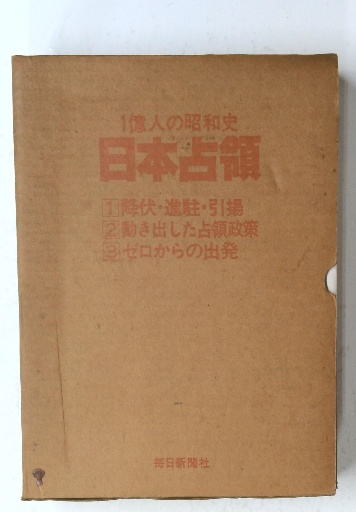 1億人の昭和史
日本占領
1降伏・進駐・引揚
2動き出した占領政策
3ゼロからの出発
毎日新聞社